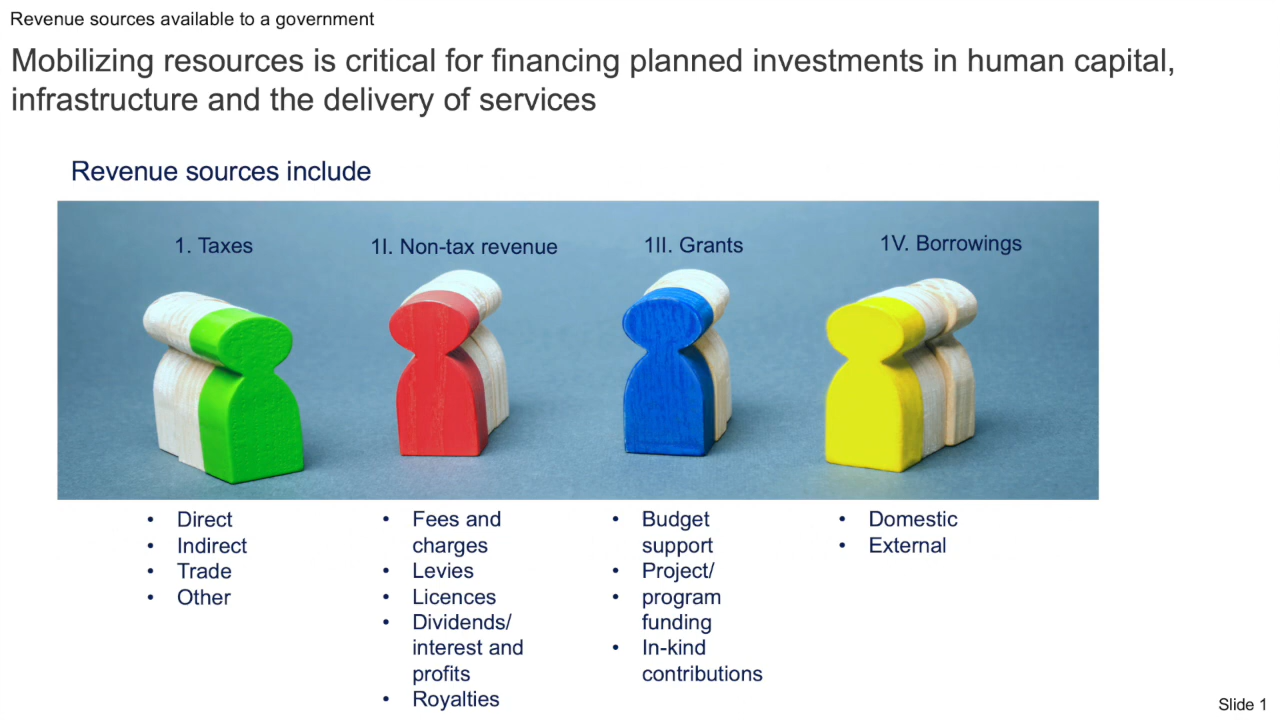 Revenue sources available to a government
Mobilizing resources is critical for financing planned investments in human capital,
infrastructure and the delivery of services
Revenue sources include
1. Taxes
1I. Non-tax revenue
1II. Grants
1V. Borrowings
• Direct
• Indirect
• Trade
• Other
• Fees and
charges
• Levies
• Licences
• Dividends/
interest and
profits
• Royalties
• Budget
support
• Project/
• program
funding
• In-kind
contributions
• Domestic
• External
Slide 1